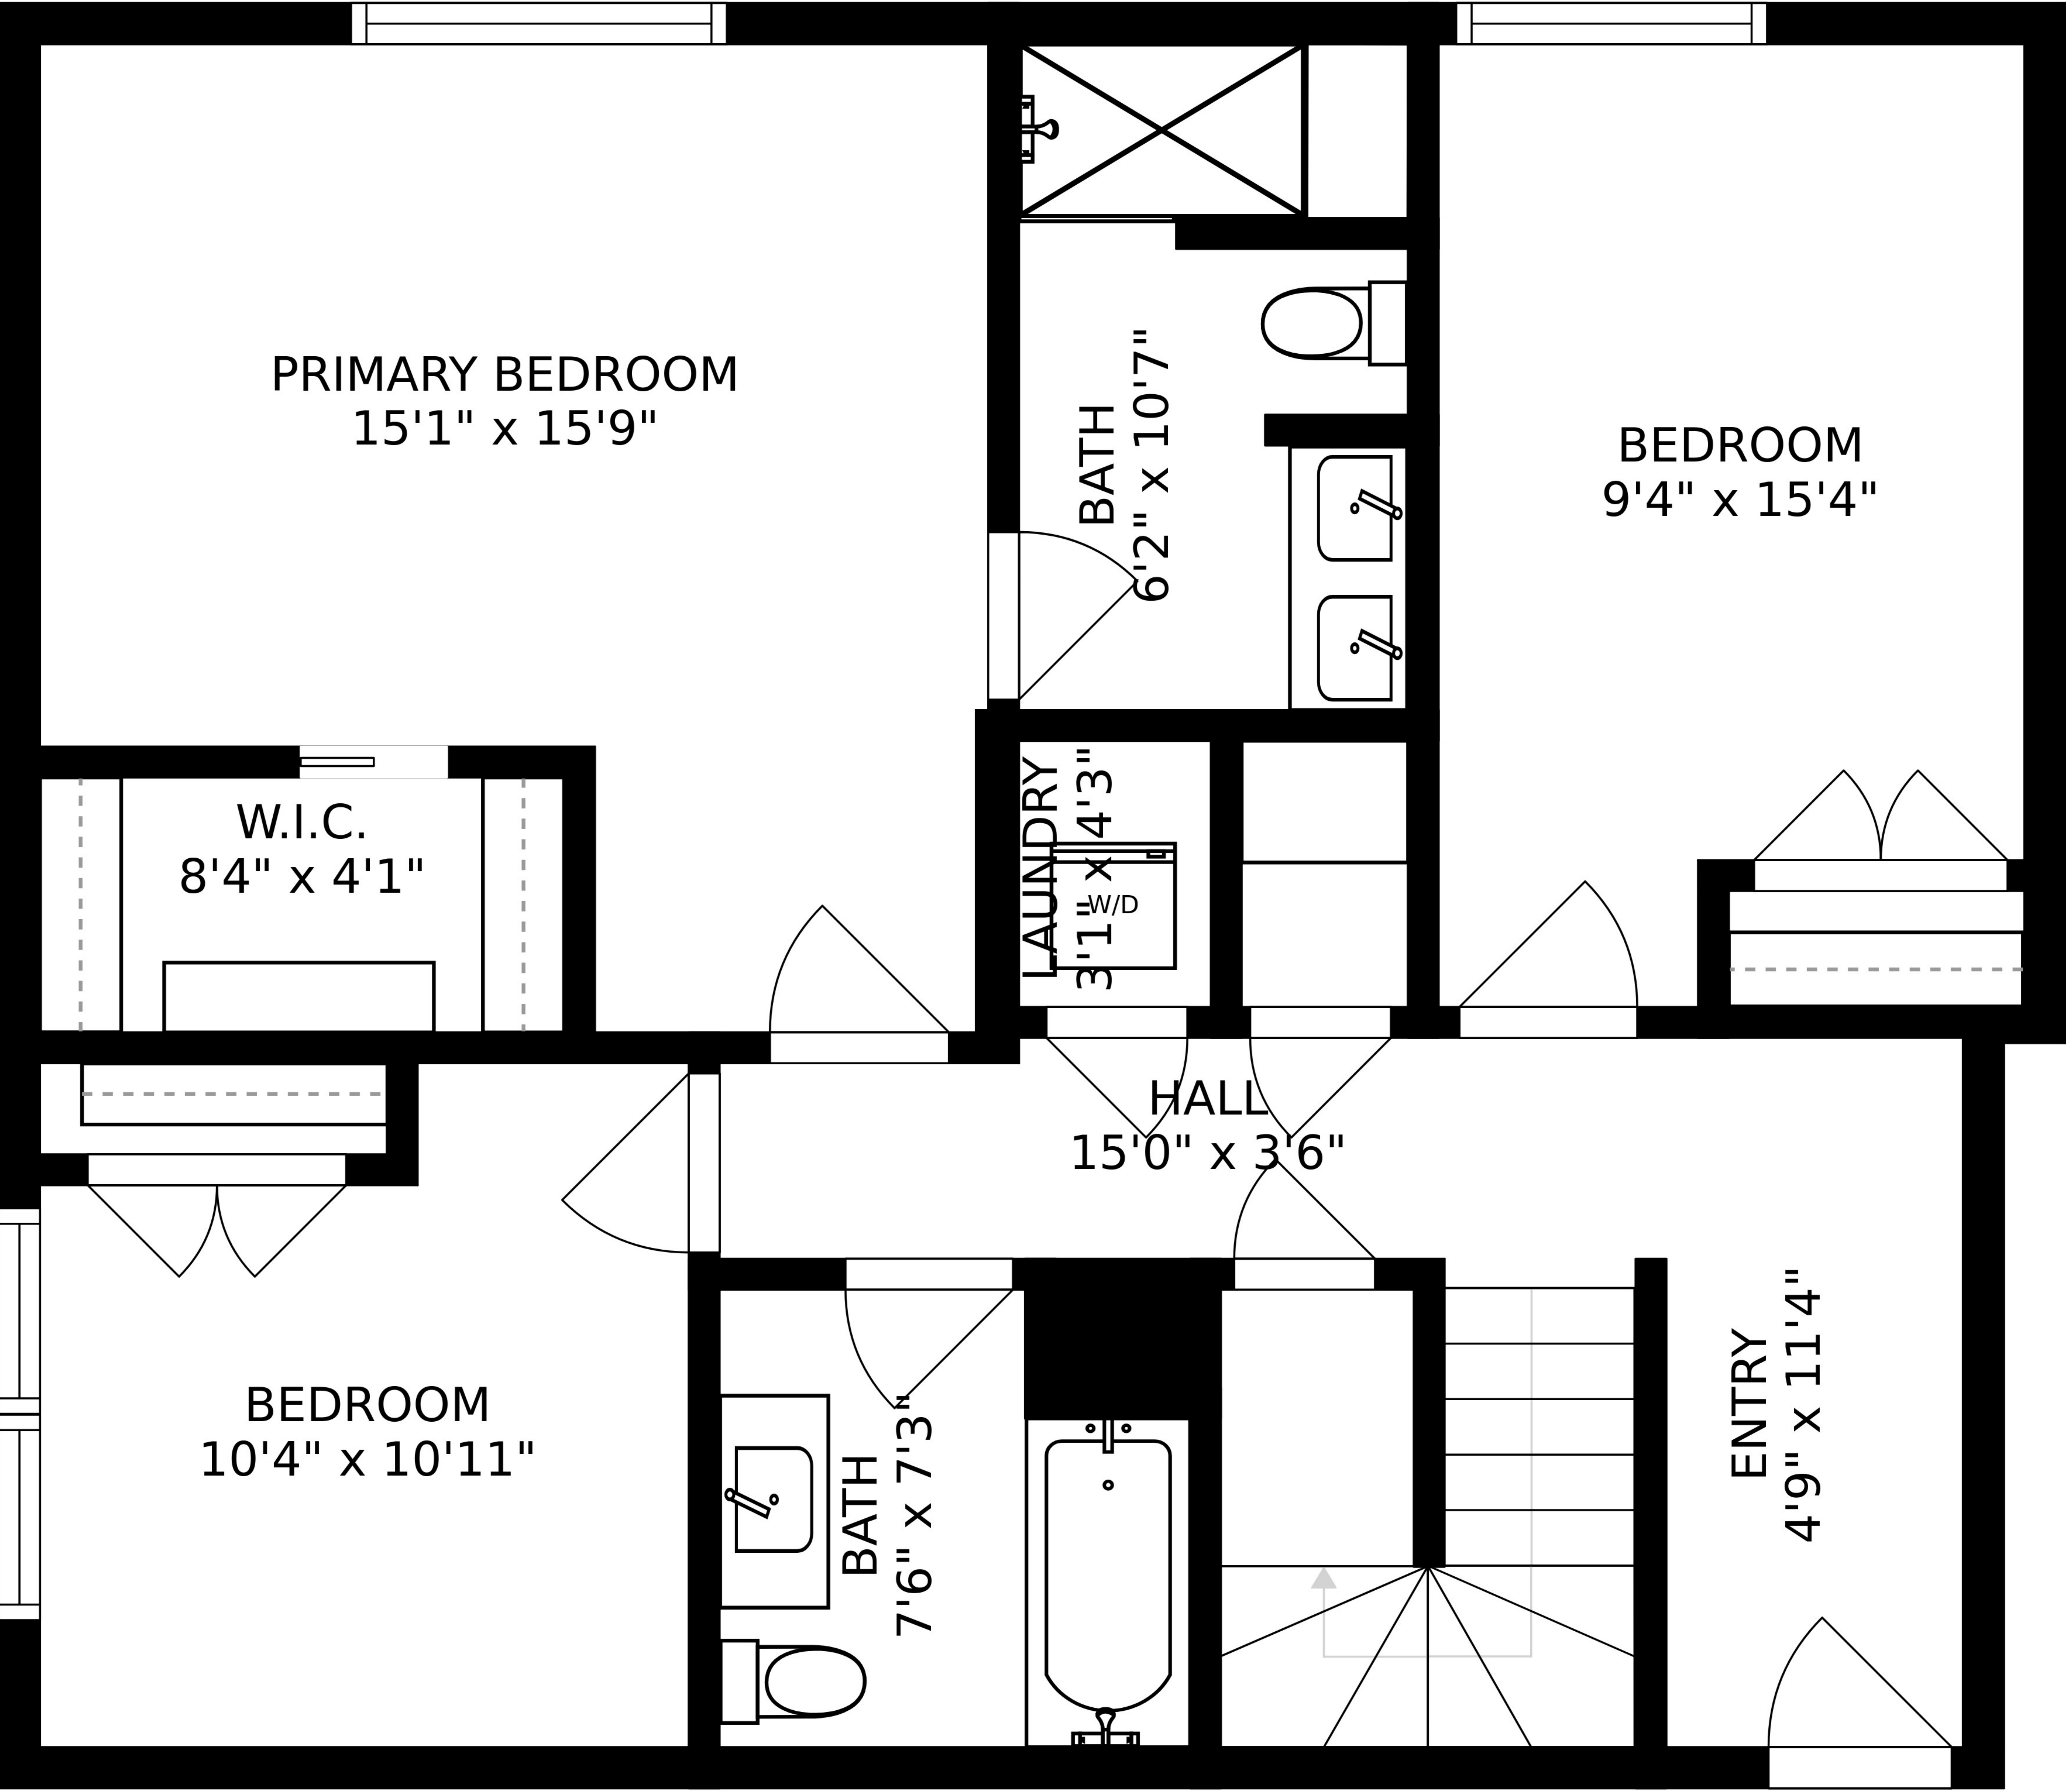 PRIMARY BEDROOM
15'1" x 15'9"
BATH
6'2" x 10'7"
BEDROOM
9'4" x 15'4"
W.I.C.
8'4" x 4'1"
LAUNDRY
3'1" x 4'3"
W/D
HALL
15'0" x 3'6"
BEDROOM
10'4" x 10'11"
BATH
7'6" x 7'3"
ENTRY
4'9" x 11'4"